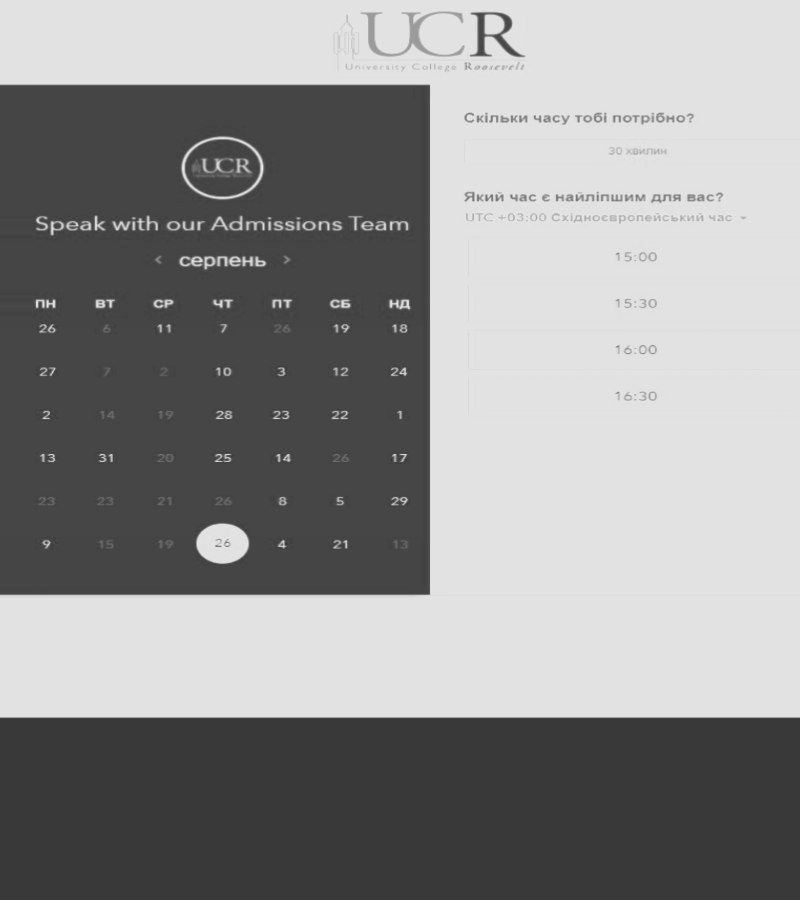 UCR
University College Roosevelt
UCR
Speak with our Admissions Team
< серпень >
ПН ВТ СР ЧТ ПТ СБ НД
26 6 11 7 26 19 18
27 7 2 10 3 12 24
2 14 19 28 23 22 1
13 31 20 25 14 26 17
23 23 21 26 8 5 29
9 15 19 26 4 21 13
Скільки часу тобі потрібно?
30 хвилин
Який час є найліпшим для вас?
UTC +03:00 Східноєвропейський час
15:00
15:30
16:00
16:30